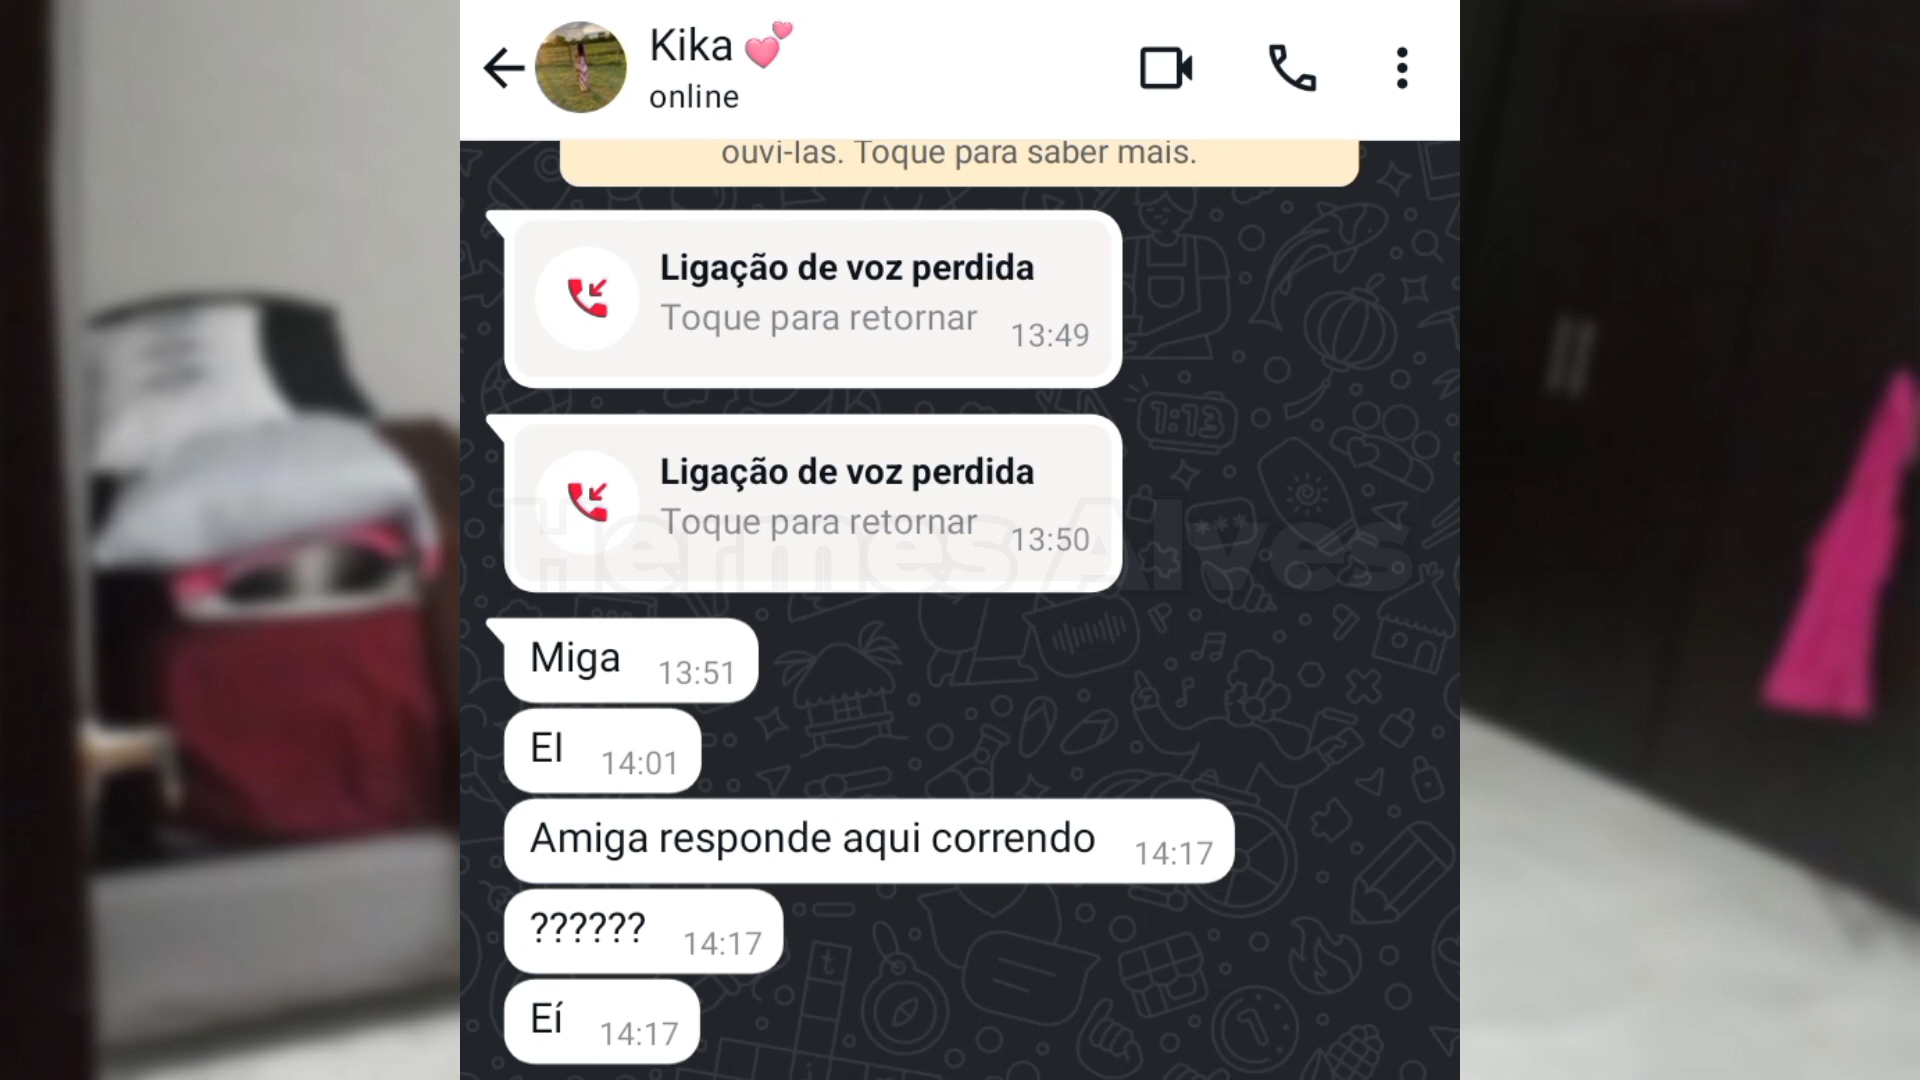 Kika
online
ouvi-las. Toque para saber mais.
Ligação de voz perdida
Toque para retornar 13:49
Ligação de voz perdida
Toque para retornar 13:50
Hermes Alves
Miga 13:51
EI 14:01
Amiga responde aqui correndo 14:17
?????? 14:17
Eí 14:17